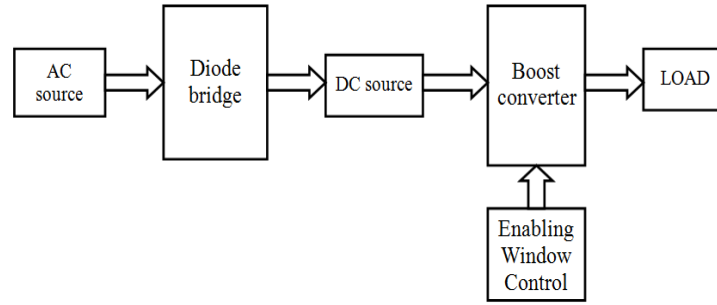 AC
source
Diode
bridge
DC source
Boost
converter
LOAD
Enabling
Window
Control